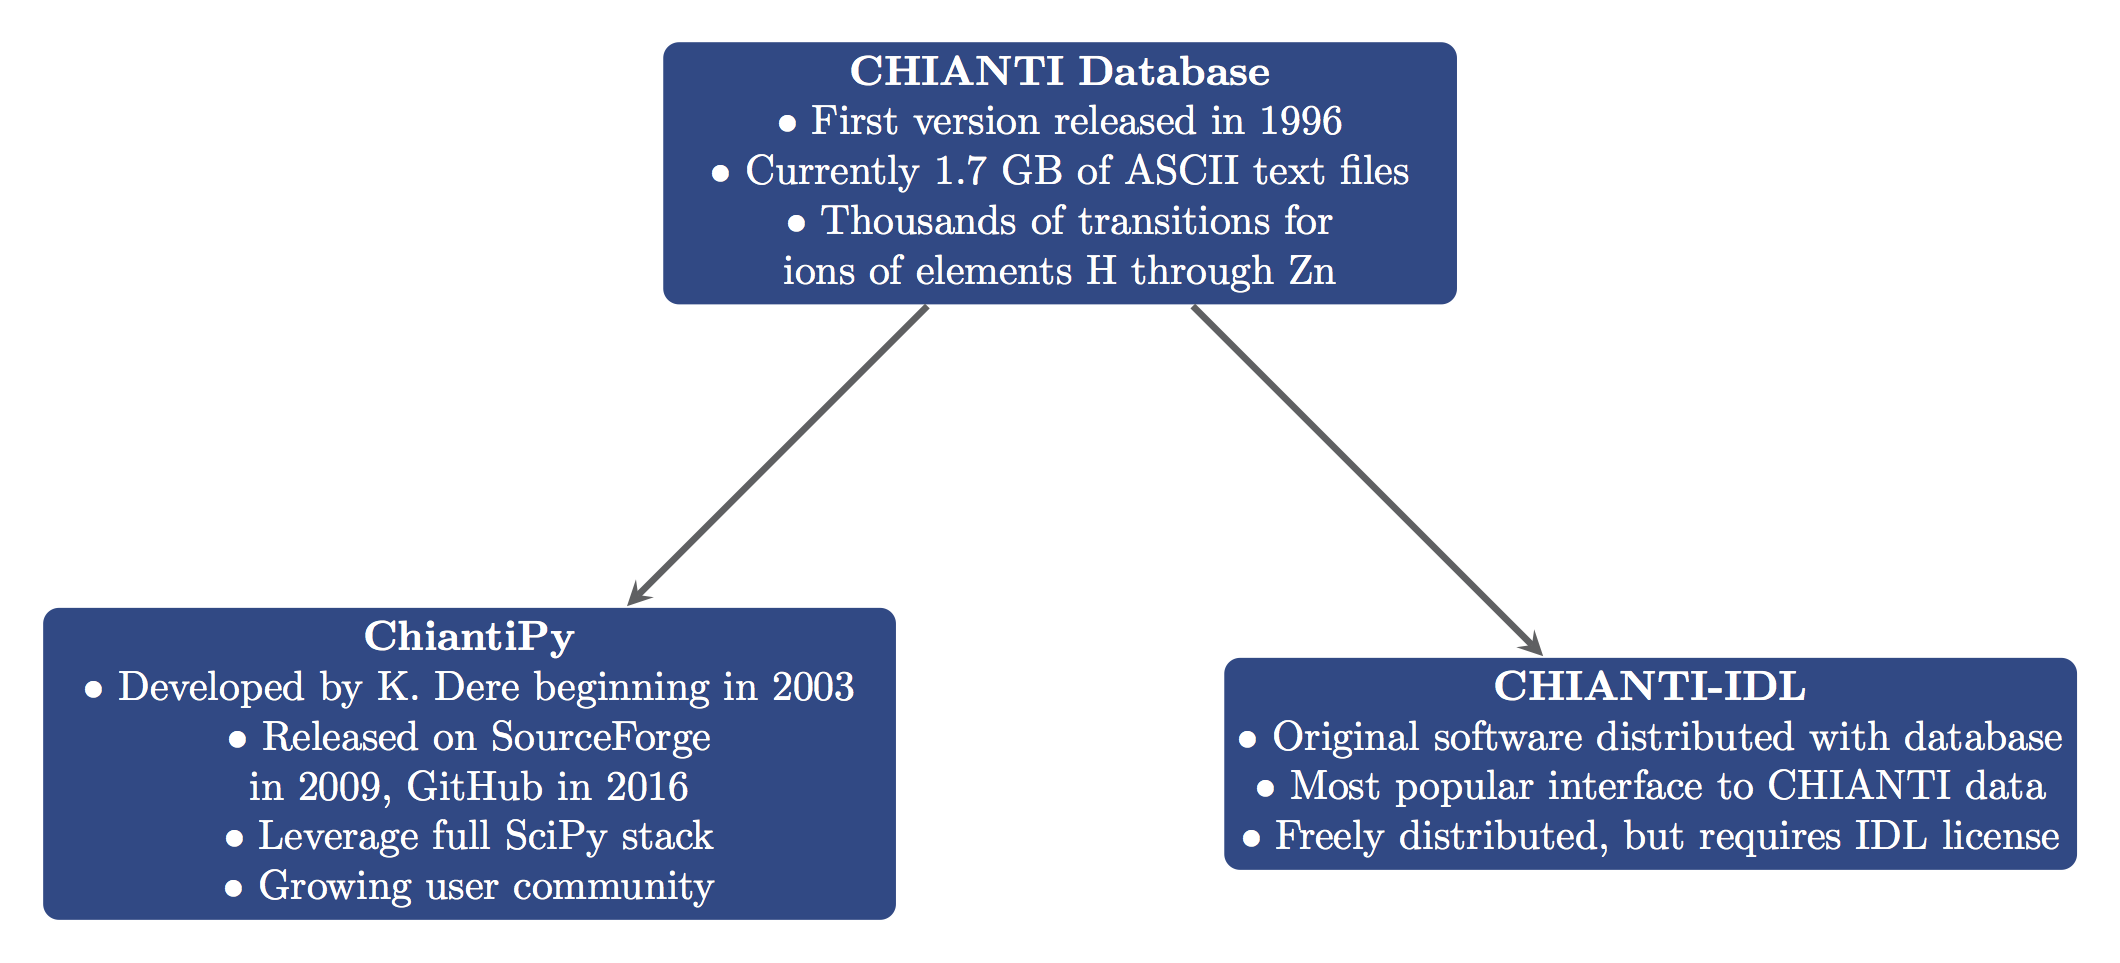 CHIANTI Database
• First version released in 1996
• Currently 1.7 GB of ASCII text files
• Thousands of transitions for
ions of elements H through Zn
ChiantiPy
• Developed by K. Dere beginning in 2003
• Released on SourceForge
in 2009, GitHub in 2016
• Leverage full SciPy stack
• Growing user community
CHIANTI-IDL
• Original software distributed with database
• Most popular interface to CHIANTI data
• Freely distributed, but requires IDL license